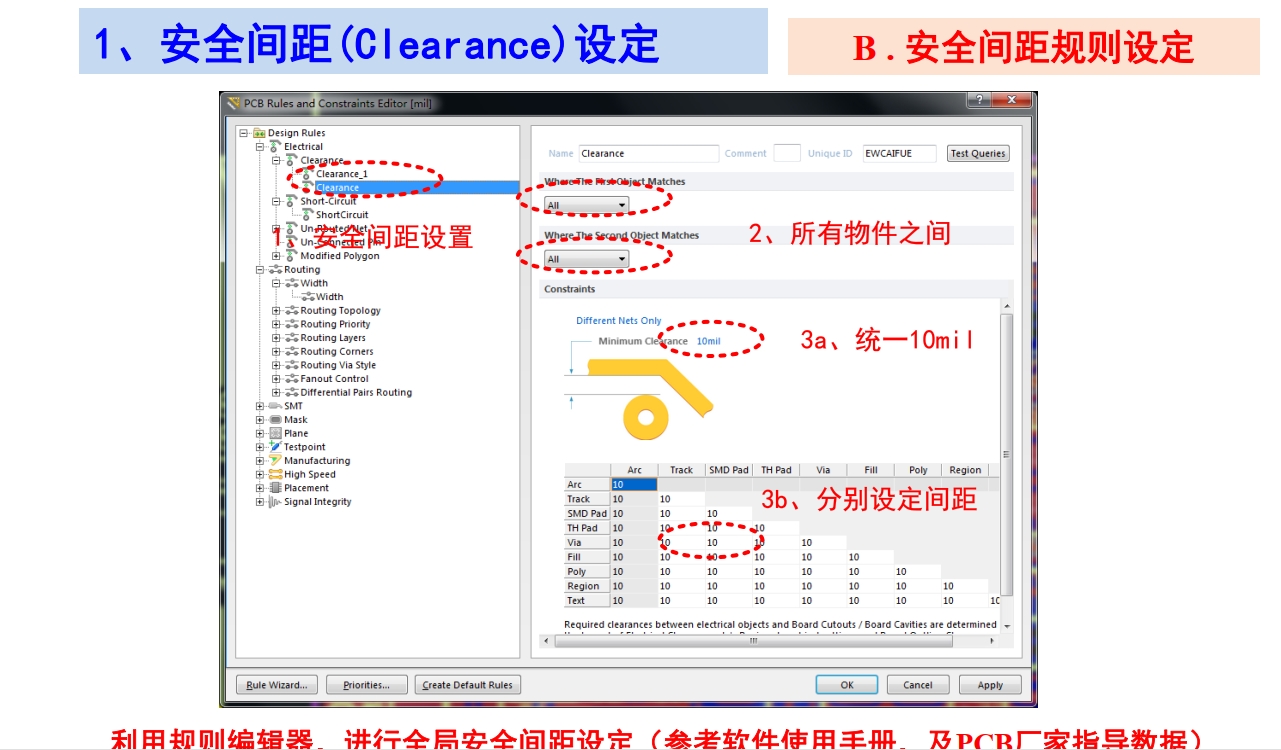 1、安全间距(Clearance)设定
B.安全间距规则设定
PCB Rules and Constraints Editor [mil]
Design Rules
Electrical
Clearance
Clearance_1
Clearance
Short-Circuit
ShortCircuit
Un-Routed Net
Un-Connected Pin
Modified Polygon
Routing
Width
Width
Routing Topology
Routing Priority
Routing Layers
Routing Corners
Routing Via Style
Fanout Control
Differential Pairs Routing
SMT
Mask
Plane
Testpoint
Manufacturing
High Speed
Placement
Signal Integrity
1、安全间距设置
Name Clearance Comment Unique ID EWCAIFUE Test Queries
Where The First Object Matches
All
2、所有物件之间
Where The Second Object Matches
All
Constraints
Different Nets Only
Minimum Clearance 10mil
3a、统一10mil
Arc Track SMD Pad TH Pad Via Fill Poly Region
Arc 10
Track 10 10
SMD Pad 10 10 10
TH Pad 10 10 10 10
Via 10 10 10 10 10
Fill 10 10 10 10 10 10
Poly 10 10 10 10 10 10 10
Region 10 10 10 10 10 10 10 10
Text 10 10 10 10 10 10 10 10 10
3b、分别设定间距
Required clearances between electrical objects and Board Cutouts / Board Cavities are determined
Rule Wizard... Priorities... Create Default Rules OK Cancel Apply
利用规则编辑器，进行全局安全间距设定（参考软件使用手册，及PCB厂家指导数据）